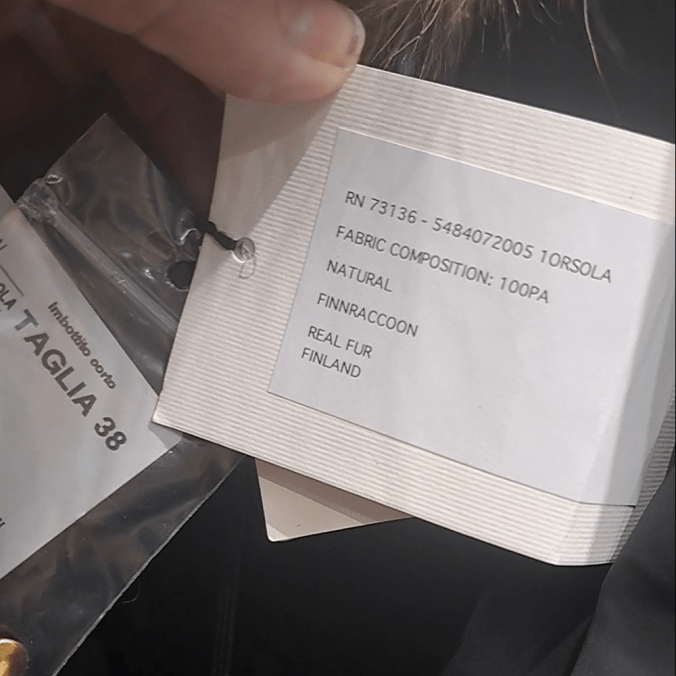 RN 73136 - 5484072005 1ORSOLA
FABRIC COMPOSITION: 100PA
NATURAL
FINNRACCOON
REAL FUR
FINLAND
Imbottito corto
TAGLIA 38